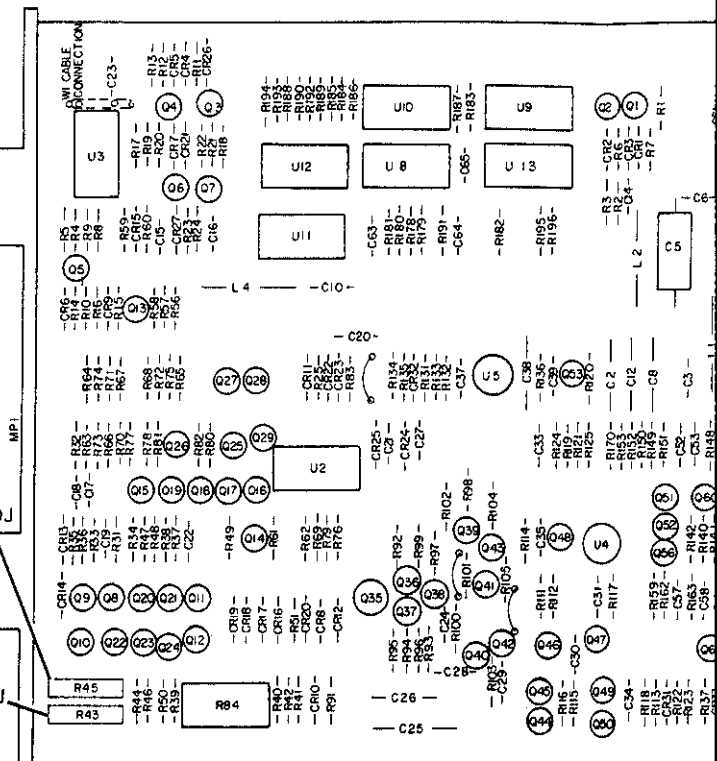 W1 CABLE CONNECTION
-C23-
R13- R12- CR5- CR4- R11- CR26-
Q4 Q3
R194- R193- R188- R190- R192- R189- R185- R184- R186-
U10 R187- R183- U9
Q2 Q1 -R1-
U3
R17- R19- R20- CR7- CR21- R22- R21- R18-
U12 U8 -C65- U13
CR2- R6- CR3- CR1- R7-
Q6 Q7
R3- R2- C4-
-C6-
R5- R4- R9- R8- R59- CR15- R60- C15- CR27- R23- R24- C16-
U11
C63- R181- R180- R178- R179- R191- C64- R182- R195- R196-
L2 C5
Q5
-L4- -C10-
CR6- R14- R10- R16- CR9- R15- Q13 R58- R57- R56-
-C20-
MP1
R64- R74- R71- R67- R68- R72- R75- R65-
Q27 Q28
CR11- R25- CR22- CR23- R83-
R134- R135- CR32- R131- R133- R132- C37-
U5
C38- R136- C39- Q53 R120- C2 C12 C8 C3
R32- R73- R66- R70- R77- R78- R81- Q26 R82- R80- Q25 Q29
U2
CR25- C21- CR24- C27-
C33- R124- R119- R121- R125- R170- R153- R152- R150- R149- R151- C52- C53- R148-
C18- C17-
Q15 Q19 Q18 Q17 Q16
R98- Q51 Q60
CR13- R35- R36- R33- C19- R31- R34- R47- R48- R38- R37- C22-
R49- Q14 R61- R62- R69- R79- R76-
R102- Q39 R104- Q43
R92- R99- R97-
R114- C35- Q48 U4 Q52 Q56 R142- R140-
CR14- Q9 Q8 Q20 Q21 Q11
CR19- CR18- CR17- CR16- R51- CR20- CR8- CR12-
Q35 Q36 Q37 Q38 R101 Q41 R105-
C24- R100-
R111- R112- C31- R117- R159- R162- C57- R163- C58-
Q10 Q22 Q23 Q24 Q12
R95- R94- R96- R93-
Q40 Q42 Q46 Q47
-C28- R103- C29- C30-
R45
R43
R44- R46- R50- R39-
R84
R40- R42- R41- CR10- R91-
-C26-
-C25-
Q45 Q44 R116- R115- Q49 Q50 C34-
R118- R113- CR31- R122- R123- R137-